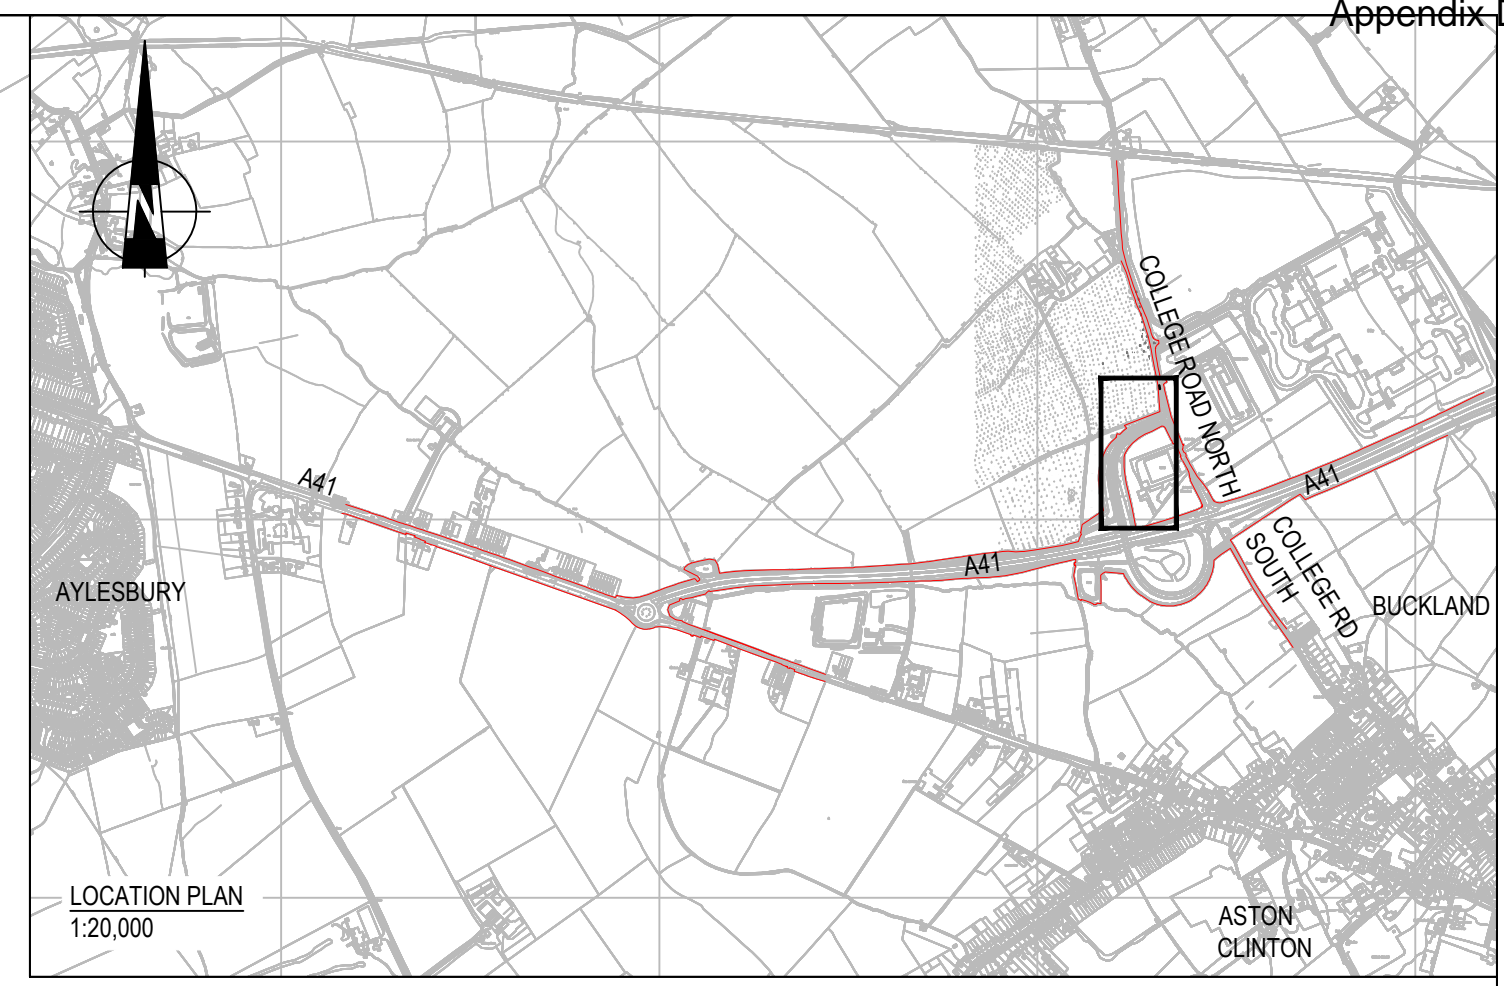 Appendix D
N
COLLEGE ROAD NORTH
A41
A41
A41
COLLEGE RD
SOUTH
AYLESBURY
BUCKLAND
LOCATION PLAN
1:20,000
ASTON
CLINTON